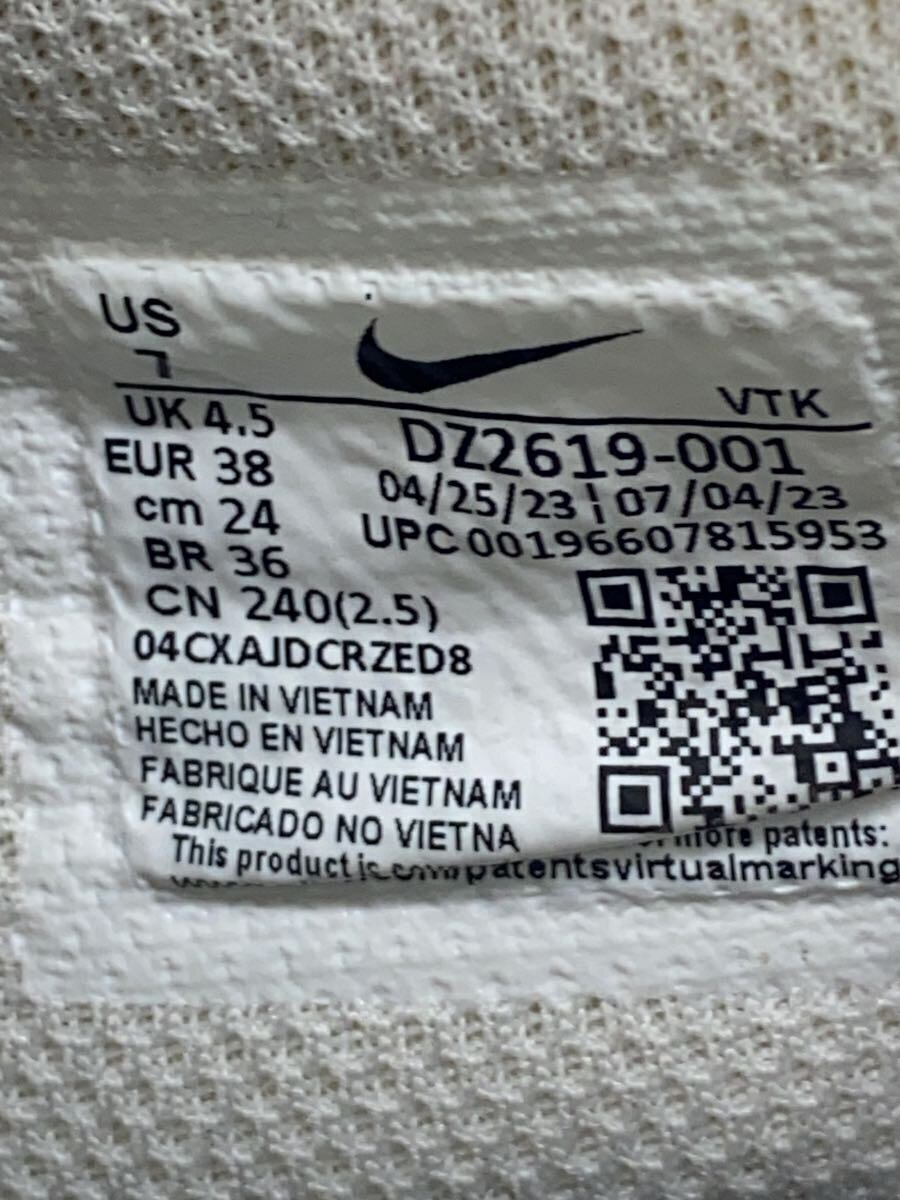 US
7
VTK
UK 4.5
DZ2619-001
EUR 38
04/25/23 | 07/04/23
cm 24
UPC 00196607815953
BR 36
CN 240(2.5)
04CXAJDCRZED8
MADE IN VIETNAM
HECHO EN VIETNAM
FABRIQUE AU VIETNAM
FABRICADO NO VIETNA
This product is more patents:
patentsvirtualmarking